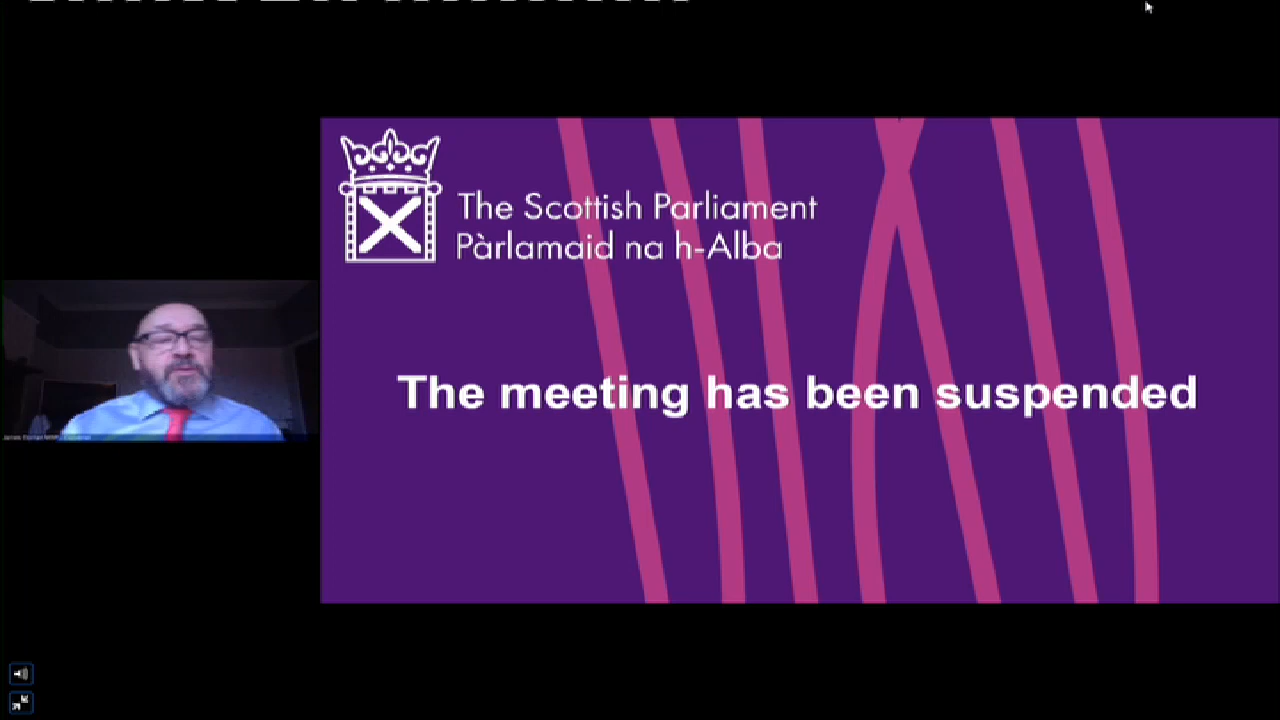 The Scottish Parliament
Pàrlamaid na h-Alba
The meeting has been suspended